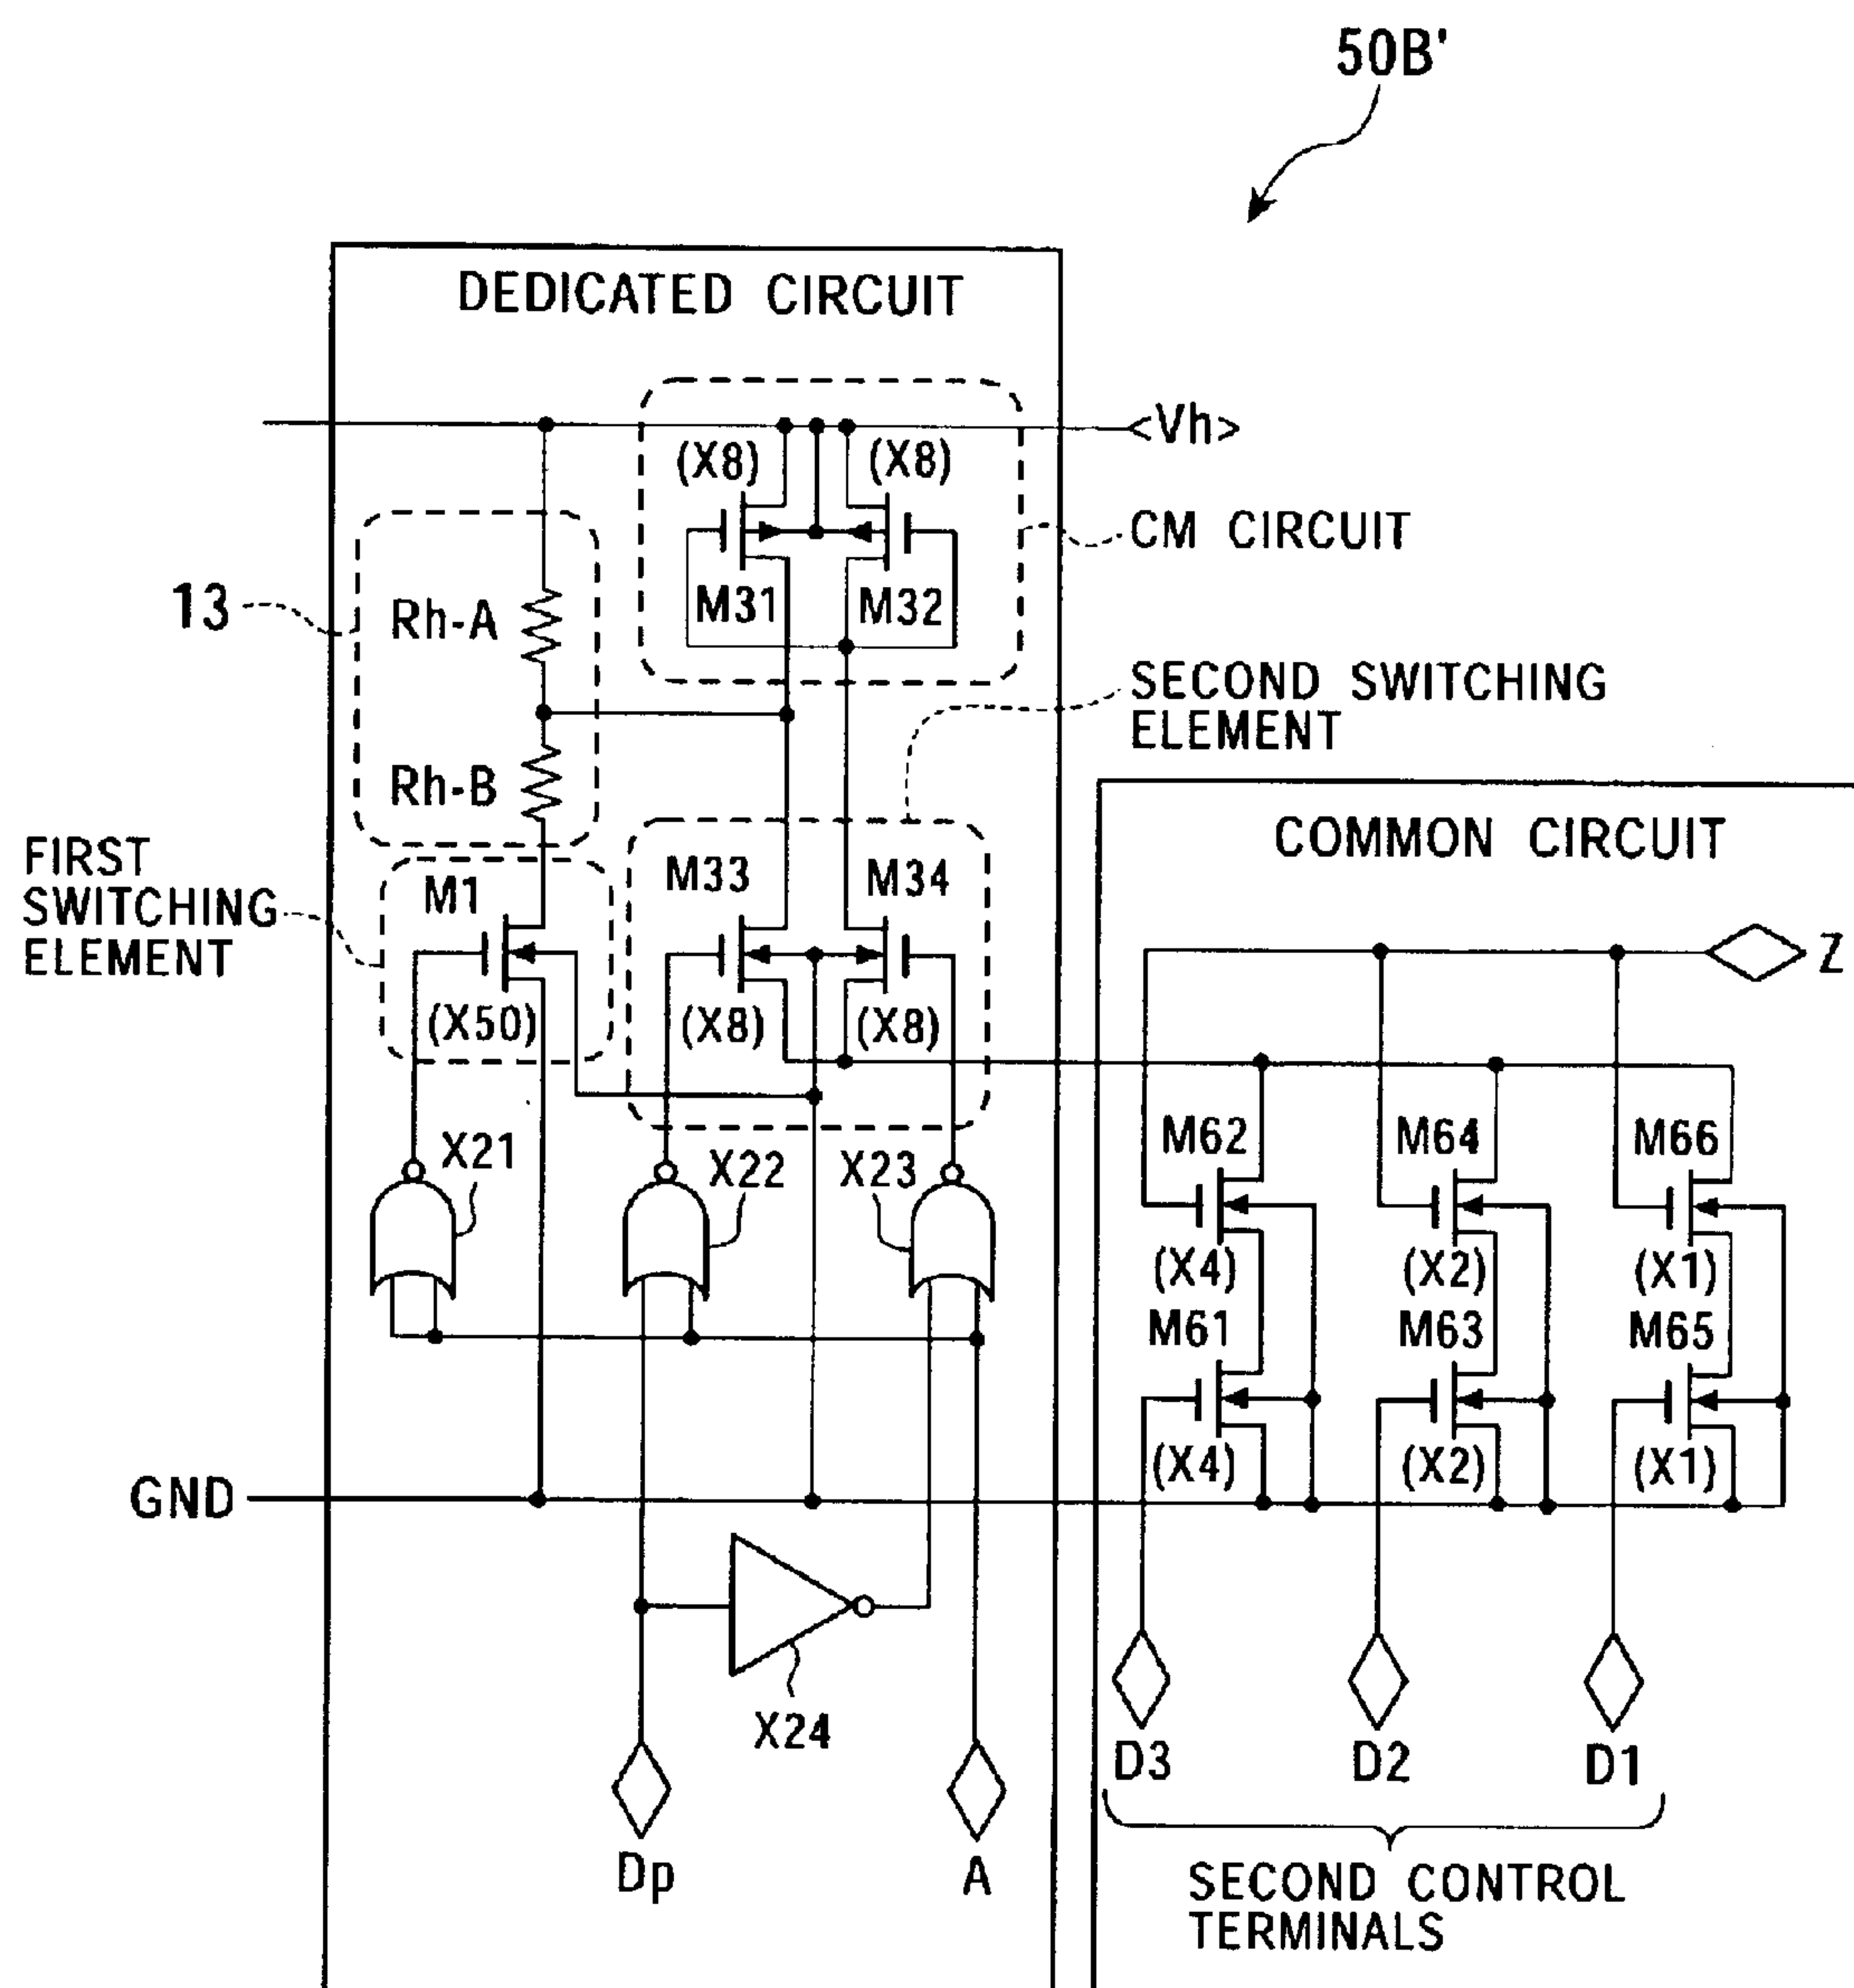 50B'
DEDICATED CIRCUIT
<Vh>
(X8)
(X8)
CM CIRCUIT
M31
M32
13
Rh-A
SECOND SWITCHING
ELEMENT
Rh-B
COMMON CIRCUIT
FIRST
SWITCHING
ELEMENT
M1
M33
M34
Z
(X50)
(X8)
(X8)
X21
X22
X23
M62
M64
M66
(X4)
(X2)
(X1)
M61
M63
M65
(X4)
(X2)
(X1)
GND
X24
D3
D2
D1
Dp
A
SECOND CONTROL
TERMINALS